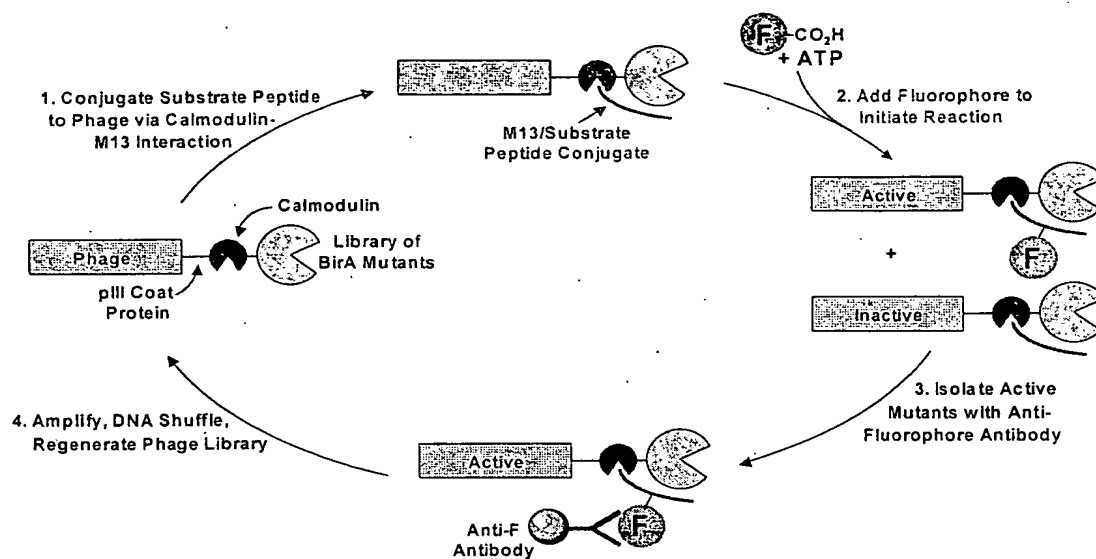 1. Conjugate Substrate Peptide
to Phage via Calmodulin-
M13 Interaction
M13/Substrate
Peptide Conjugate
F
CO2H
+ ATP
2. Add Fluorophore to
Initiate Reaction
Active
F
+
Inactive
3. Isolate Active
Mutants with Anti-
Fluorophore Antibody
Active
F
Anti-F
Antibody
4. Amplify, DNA Shuffle,
Regenerate Phage Library
Calmodulin
Phage
Library of
BirA Mutants
pIII Coat
Protein